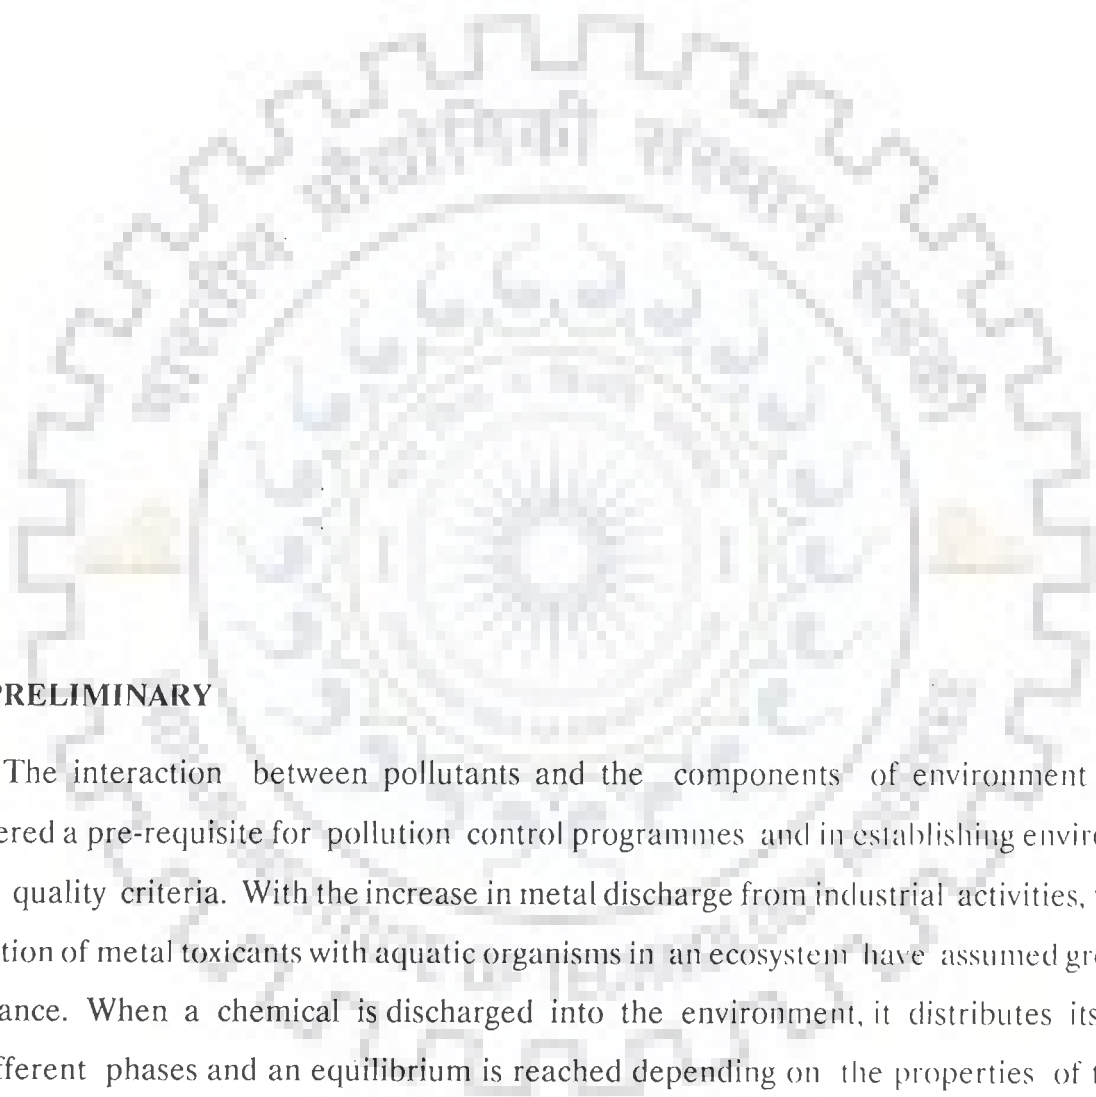 भारतीय प्रौद्योगिकी संस्थान
PRELIMINARY
The interaction between pollutants and the components of environment
ered a pre-requisite for pollution control programmes and in establishing enviro
quality criteria. With the increase in metal discharge from industrial activities,
tion of metal toxicants with aquatic organisms in an ecosystem have assumed gre
ance. When a chemical is discharged into the environment, it distributes its
fferent phases and an equilibrium is reached depending on the properties of t